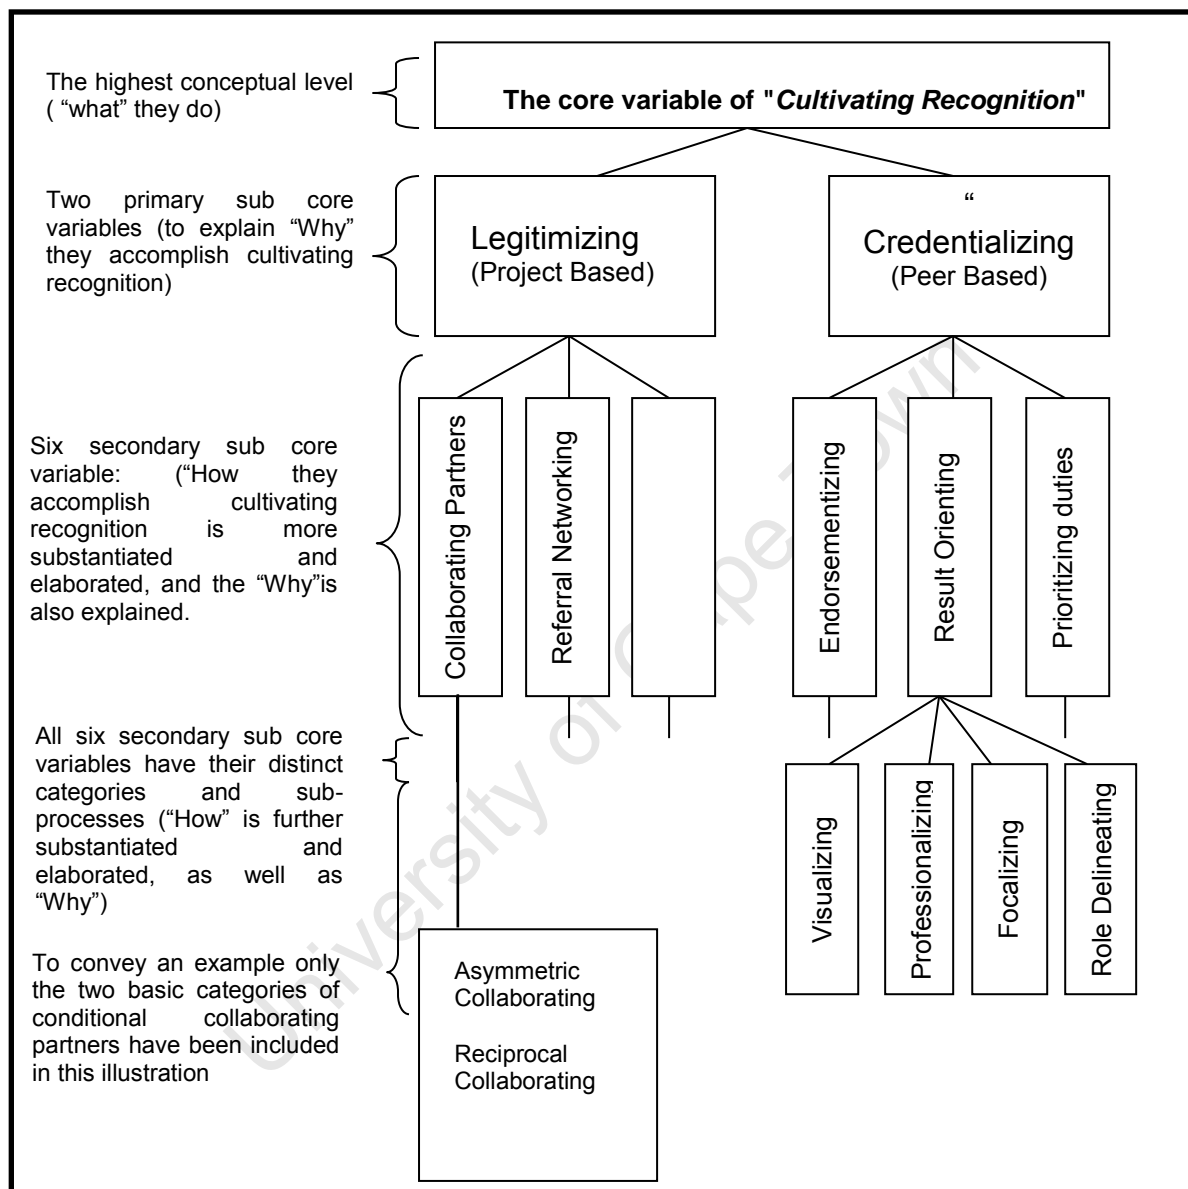 The highest conceptual level
( “what” they do)
The core variable of "Cultivating Recognition"
Two primary sub core
variables (to explain “Why”
they accomplish cultivating
recognition)
Legitimizing
(Project Based)
“
Credentializing
(Peer Based)
Six secondary sub core
variable: (“How they
accomplish cultivating
recognition is more
substantiated and
elaborated, and the “Why”is
also explained.
Collaborating Partners
Referral Networking
Endorsementizing
Result Orienting
Prioritizing duties
All six secondary sub core
variables have their distinct
categories and sub-
processes (“How” is further
substantiated and
elaborated, as well as
“Why”)
Visualizing
Professionalizing
Focalizing
Role Delineating
To convey an example only
the two basic categories of
conditional collaborating
partners have been included
in this illustration
Asymmetric
Collaborating
Reciprocal
Collaborating
University of Cape Town